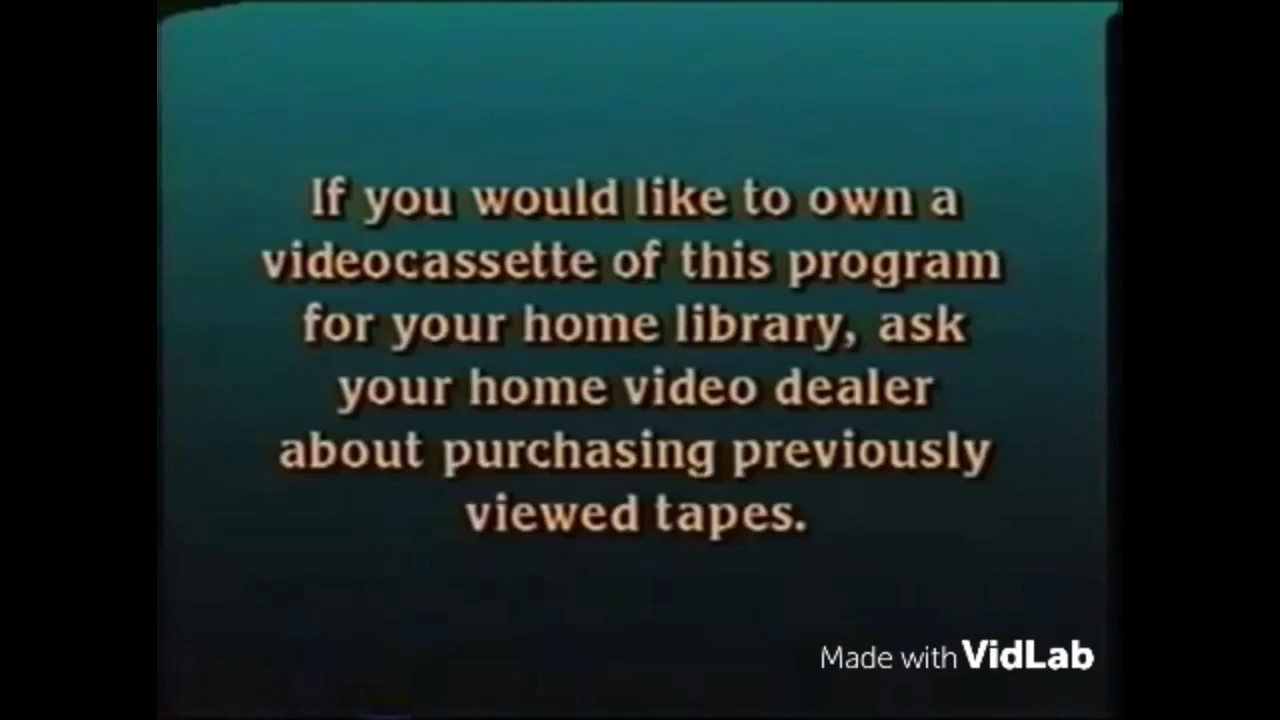 If you would like to own a
videocassette of this program
for your home library, ask
your home video dealer
about purchasing previously
viewed tapes.
Made with VidLab